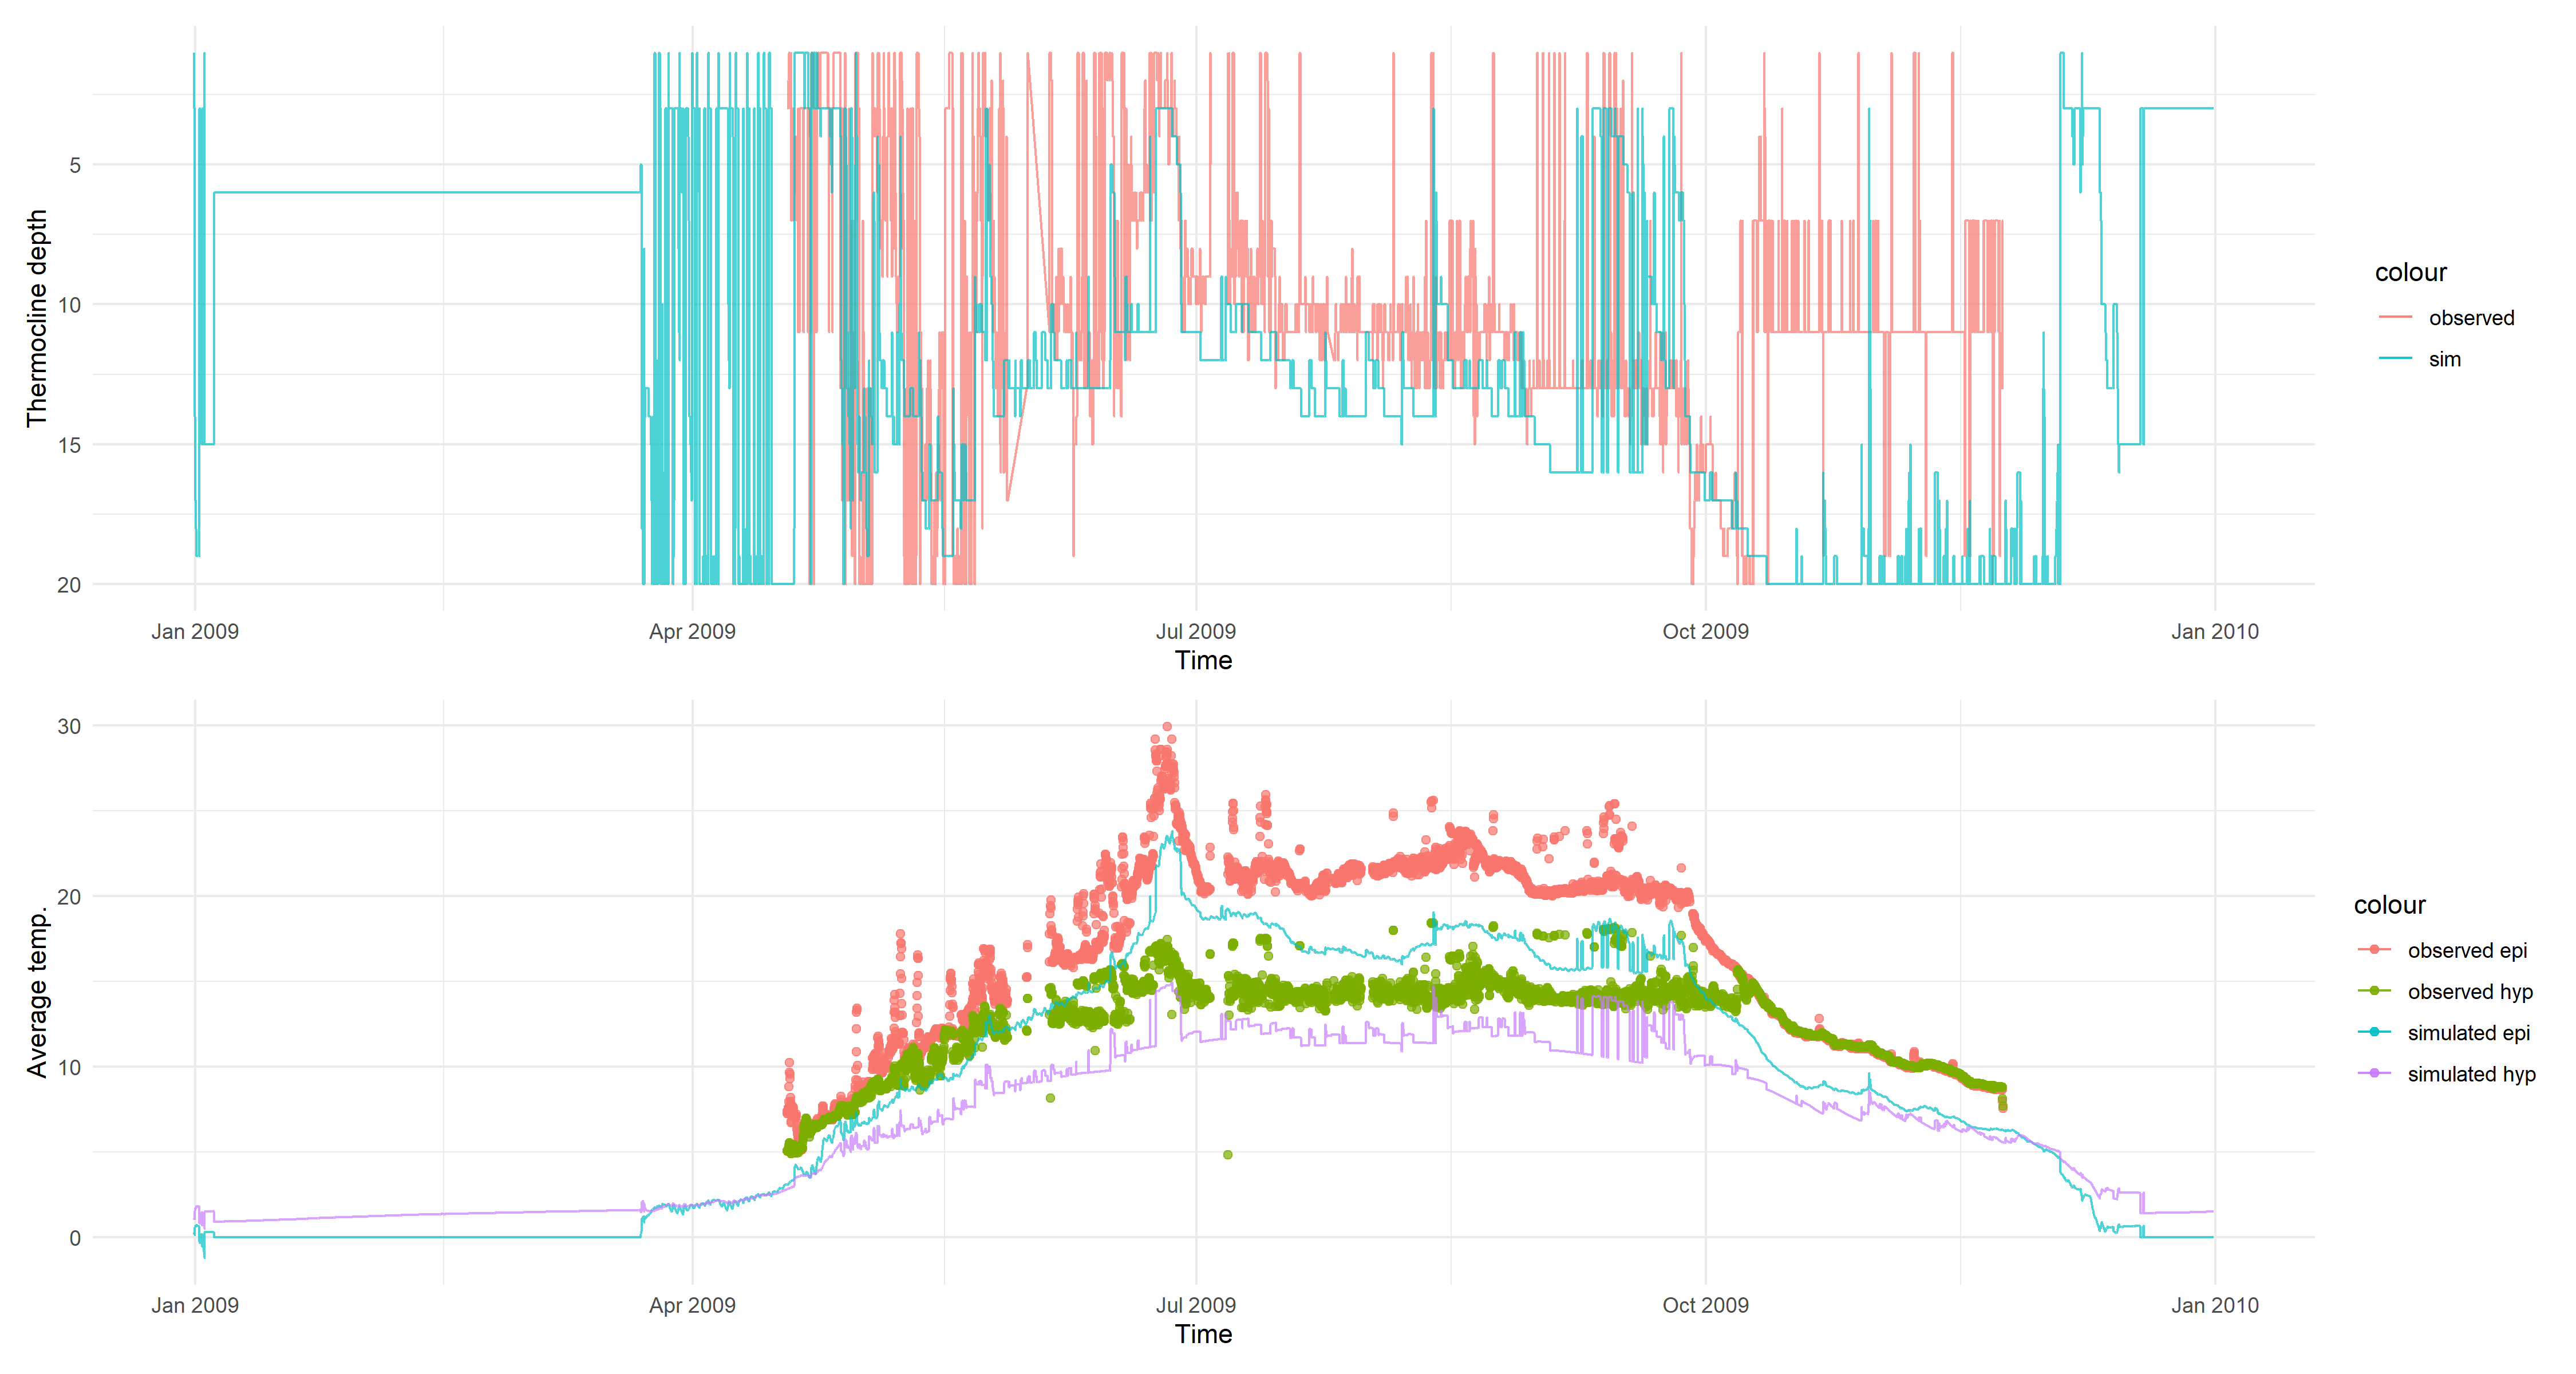 Thermocline depth
5
10
15
20
Jan 2009
Apr 2009
Jul 2009
Oct 2009
Jan 2010
Time
colour
observed
sim
Average temp.
30
20
10
0
Jan 2009
Apr 2009
Jul 2009
Oct 2009
Jan 2010
Time
colour
observed epi
observed hyp
simulated epi
simulated hyp